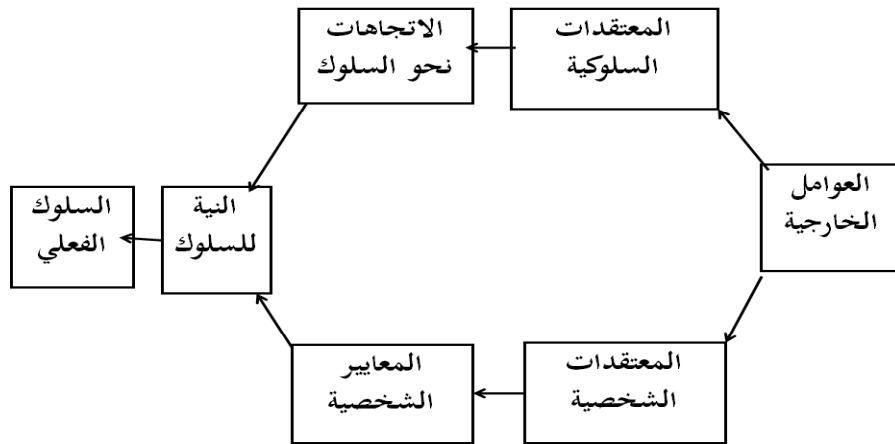 المعتقدات
السلوكية
الاتجاهات
نحو السلوك
العوامل
الخارجية
النية
للسلوك
السلوك
الفعلي
المعتقدات
الشخصية
المعايير
الشخصية